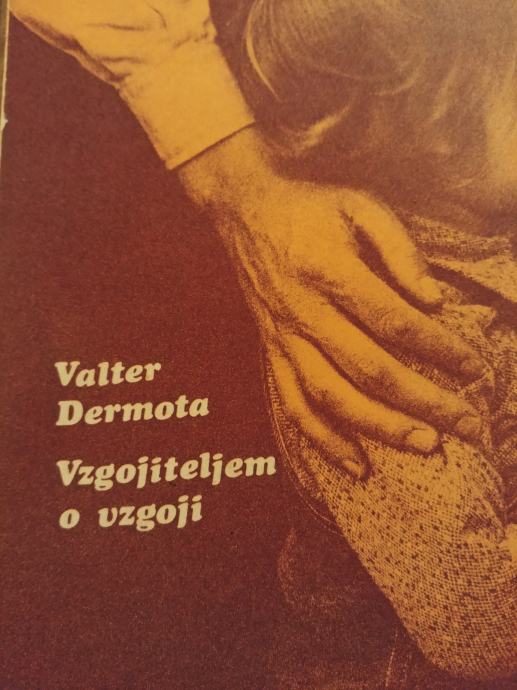 Valter
Dermota
Vzgojiteljem
o vzgoji